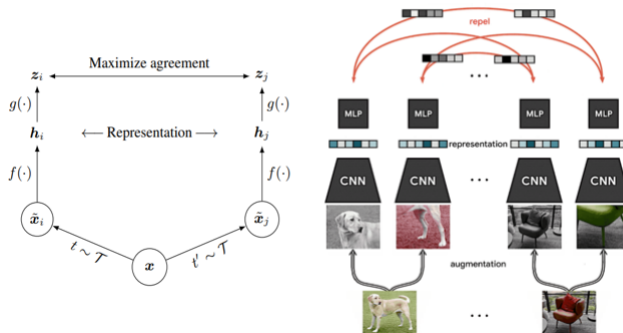 Maximize agreement
z_i
z_j
g(·)
g(·)
h_i
← Representation →
h_j
f(·)
f(·)
x̃_i
x̃_j
t ~ T
x
t' ~ T
repel
...
MLP
MLP
MLP
MLP
representation
CNN
CNN
...
CNN
CNN
augmentation
...